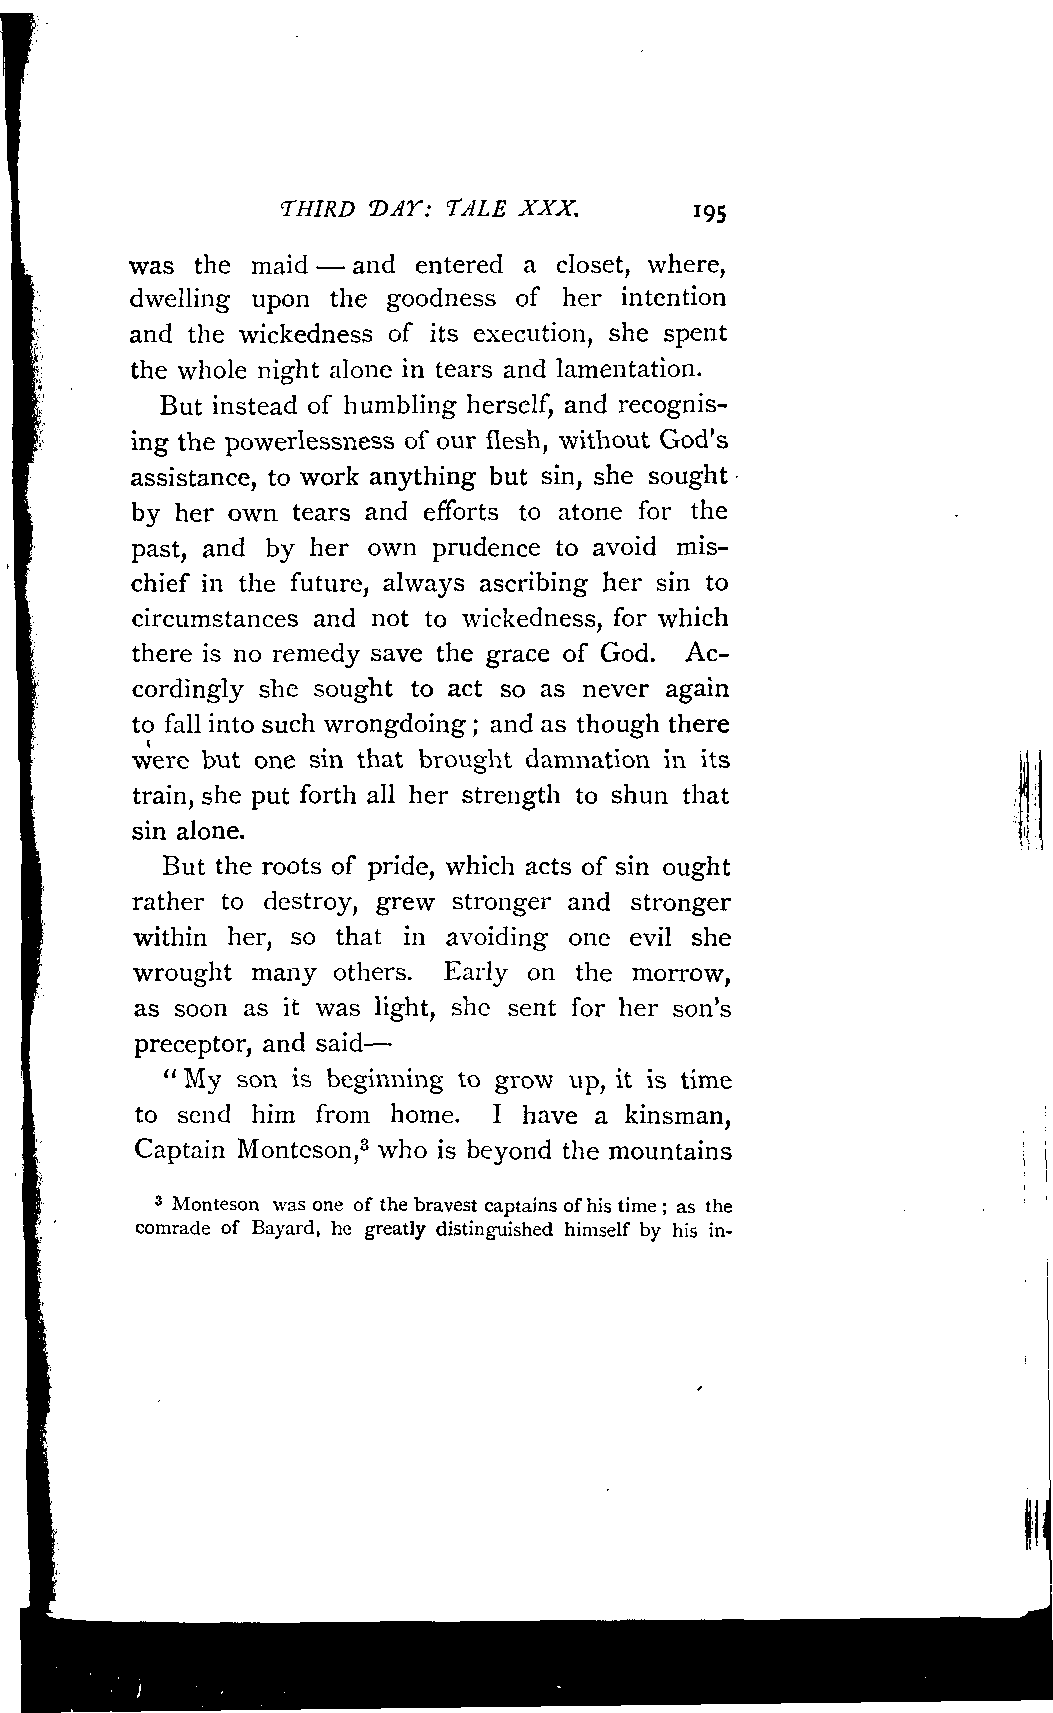 THIRD DAY: TALE XXX. 195
was the maid — and entered a closet, where,
dwelling upon the goodness of her intention
and the wickedness of its execution, she spent
the whole night alone in tears and lamentation.
But instead of humbling herself, and recognis-
ing the powerlessness of our flesh, without God's
assistance, to work anything but sin, she sought
by her own tears and efforts to atone for the
past, and by her own prudence to avoid mis-
chief in the future, always ascribing her sin to
circumstances and not to wickedness, for which
there is no remedy save the grace of God. Ac-
cordingly she sought to act so as never again
to fall into such wrongdoing; and as though there
were but one sin that brought damnation in its
train, she put forth all her strength to shun that
sin alone.
But the roots of pride, which acts of sin ought
rather to destroy, grew stronger and stronger
within her, so that in avoiding one evil she
wrought many others. Early on the morrow,
as soon as it was light, she sent for her son's
preceptor, and said—
"My son is beginning to grow up, it is time
to send him from home. I have a kinsman,
Captain Monteson,³ who is beyond the mountains
³ Monteson was one of the bravest captains of his time; as the
comrade of Bayard, he greatly distinguished himself by his in-